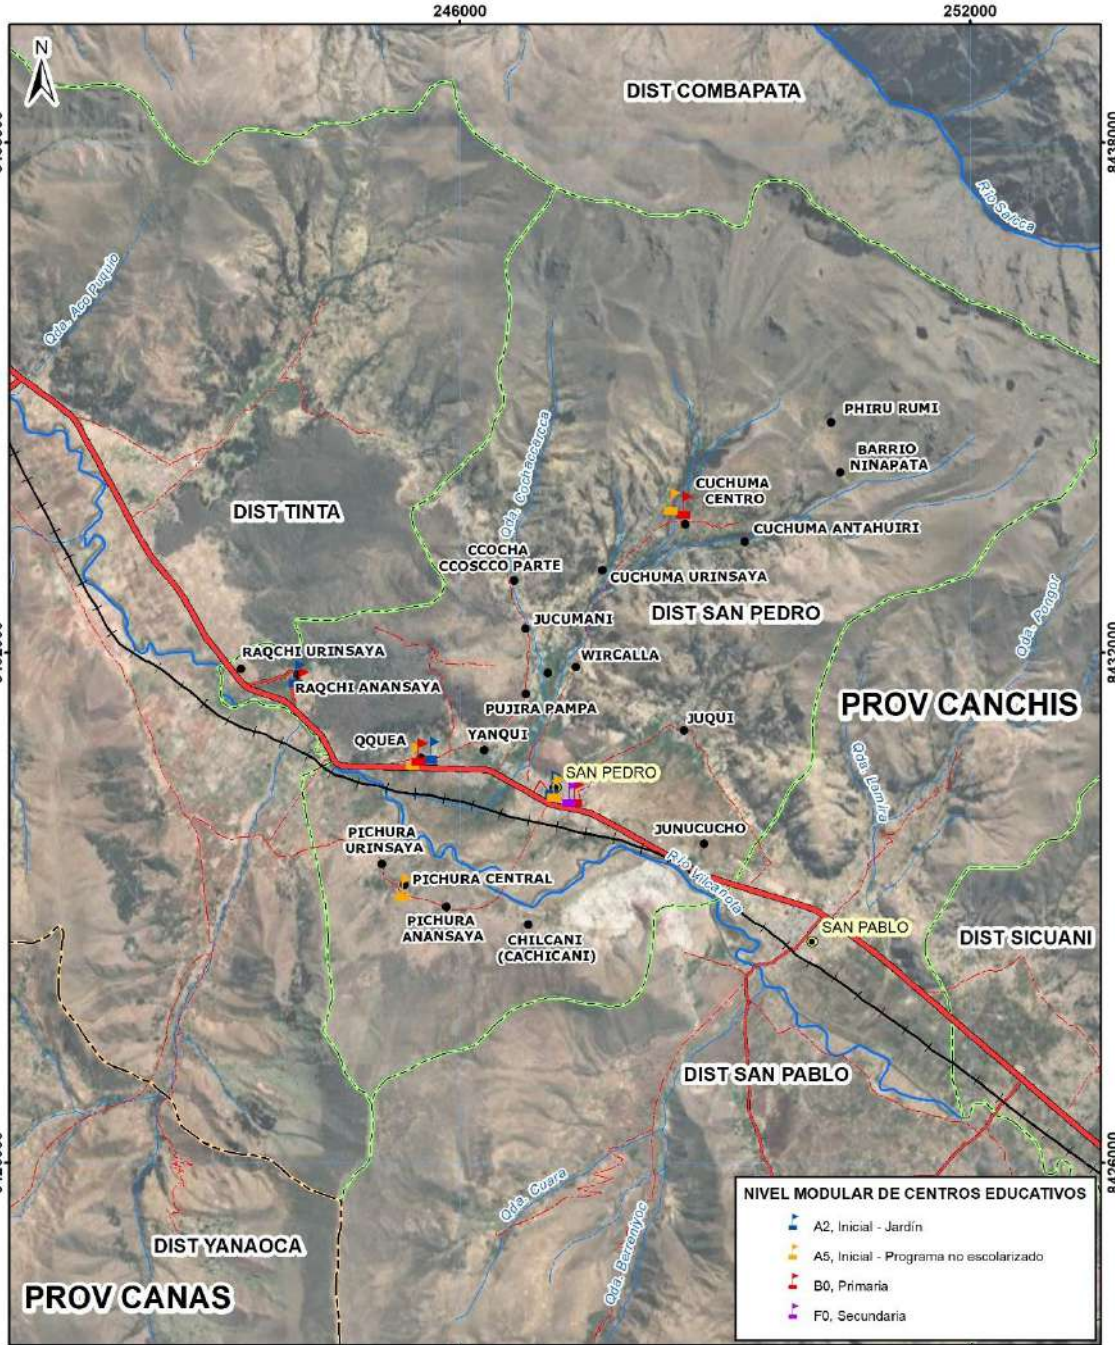 246000
252000
N
DIST COMBAPATA
8438000
Río Salcca
Qda. Aco Puquio
PHIRU RUMI
BARRIO
NIÑAPATA
Qda. Cochaccarcca
CUCHUMA
CENTRO
DIST TINTA
CUCHUMA ANTAHUIRI
CCOCHA
CCOSCCO PARTE
CUCHUMA URINSAYA
DIST SAN PEDRO
Qda. Pongor
JUCUMANI
8432000
RAQCHI URINSAYA
WIRCALLA
RAQCHI ANANSAYA
PROV CANCHIS
PUJIRA PAMPA
JUQUI
QQUEA
YANQUI
SAN PEDRO
Qda. Lamira
PICHURA
URINSAYA
JUNUCUCHO
Río Vilcanota
PICHURA CENTRAL
PICHURA
ANANSAYA
CHILCANI
(CACHICANI)
SAN PABLO
DIST SICUANI
DIST SAN PABLO
8426000
Qda. Cuara
Qda. Berreniyoc
DIST YANAOCA
PROV CANAS
NIVEL MODULAR DE CENTROS EDUCATIVOS
A2, Inicial - Jardín
A5, Inicial - Programa no escolarizado
B0, Primaria
F0, Secundaria